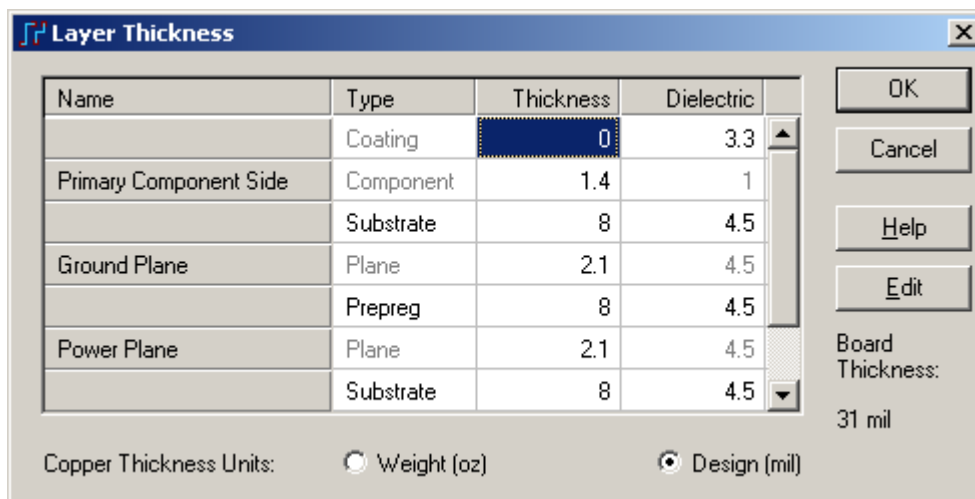 Layer Thickness
Name Type Thickness Dielectric
Coating 0 3.3
Primary Component Side Component 1.4 1
Substrate 8 4.5
Ground Plane Plane 2.1 4.5
Prepreg 8 4.5
Power Plane Plane 2.1 4.5
Substrate 8 4.5
OK
Cancel
Help
Edit
Board
Thickness:
31 mil
Copper Thickness Units: Weight (oz) Design (mil)